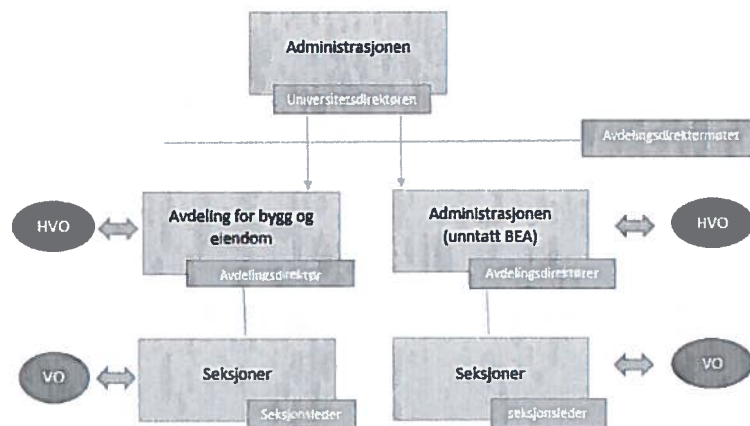 Administrasjonen
Universitetsdirektøren
Avdelingsdirektørmøtet
HVO
Avdeling for bygg og
eiendom
Avdelingsdirektør
Administrasjonen
(unntatt BEA)
Avdelingsdirektører
HVO
VO
Seksjoner
Seksjonsleder
Seksjoner
seksjonsleder
VO